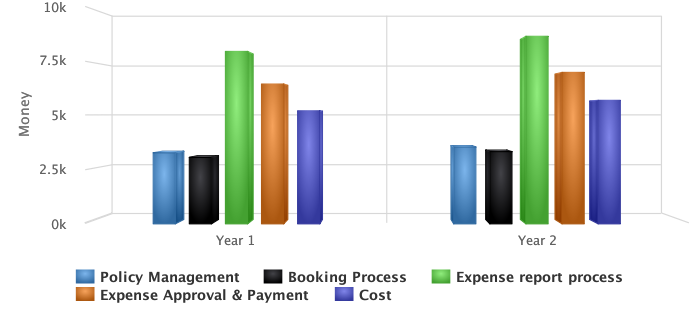 10k
7.5k
5k
2.5k
0k
Money
Year 1 Year 2
Policy Management Booking Process Expense report process
Expense Approval & Payment Cost